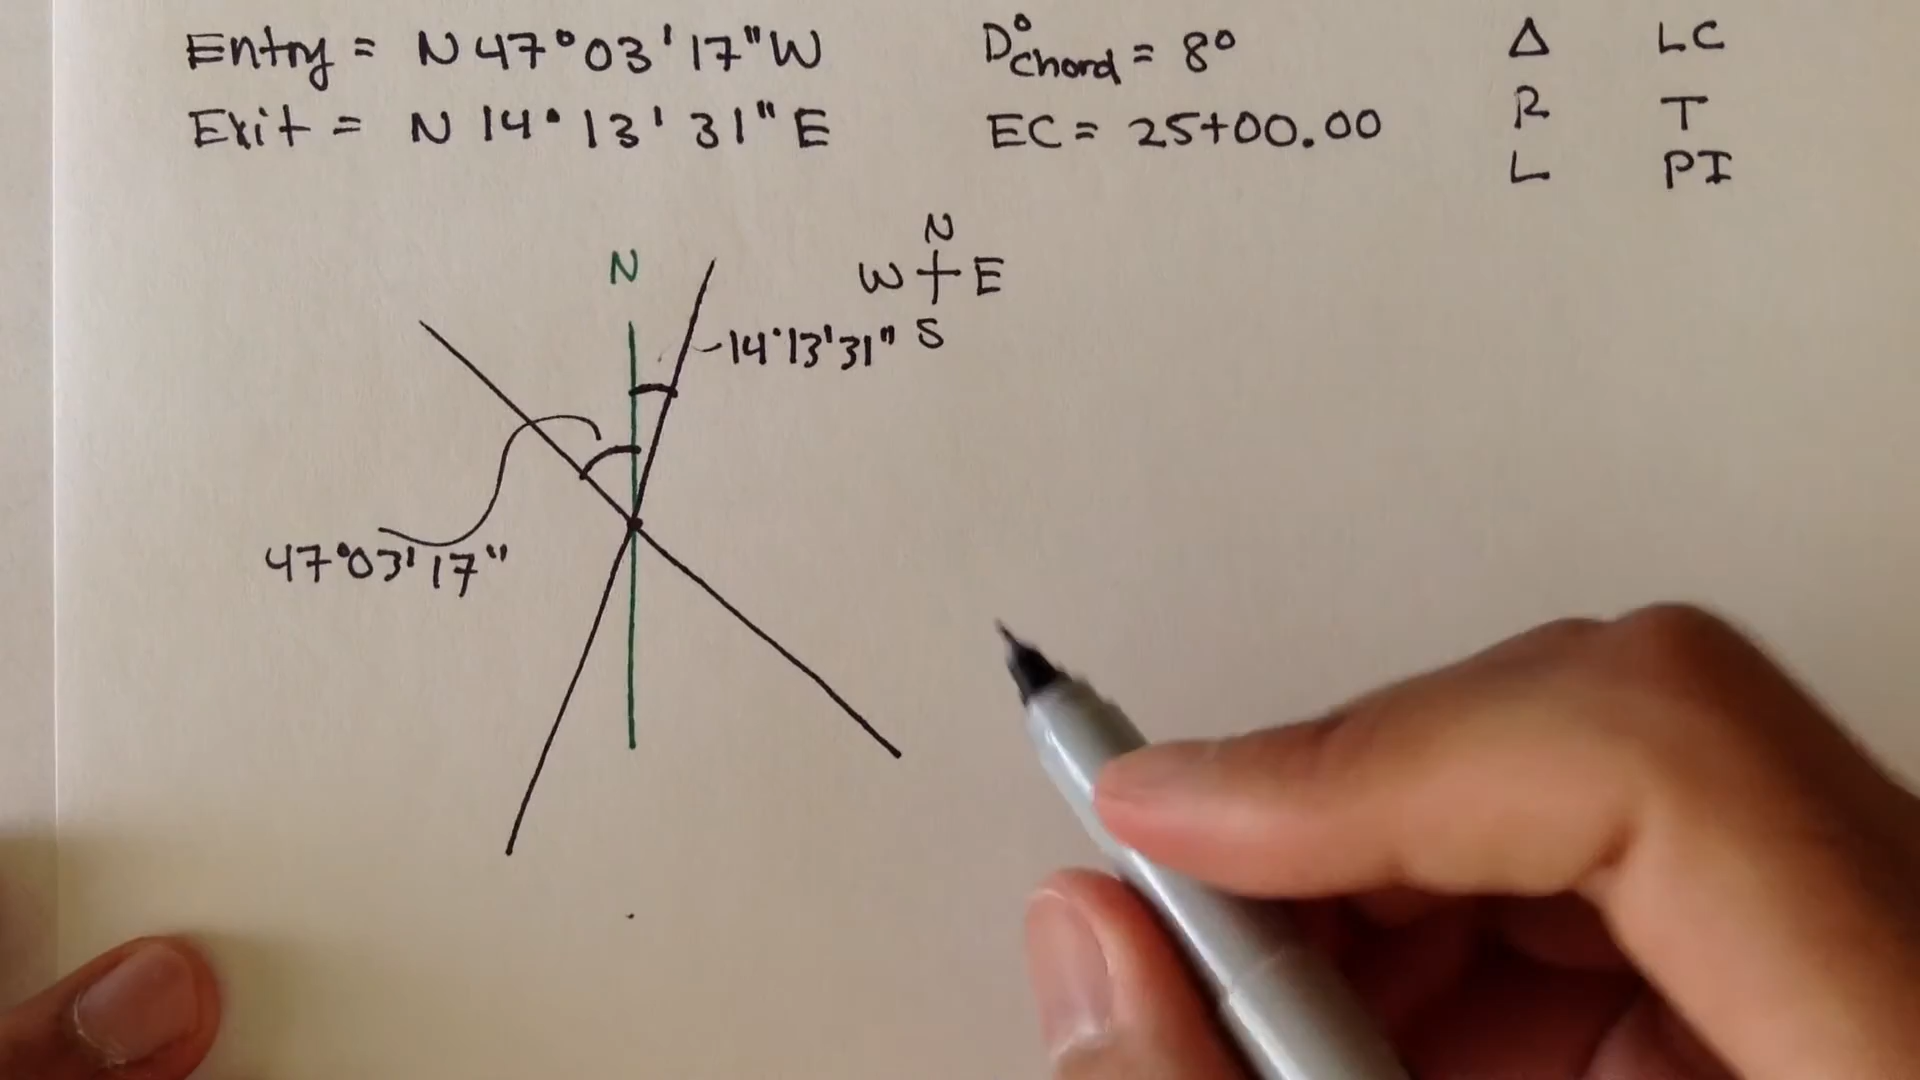 Entry = N 47°03'17" W
Exit = N 14°13'31" E
D°chord = 8°
EC = 25+00.00
Δ LC
R T
L PI
N
N
W E
S
14°13'31"
47°03'17"